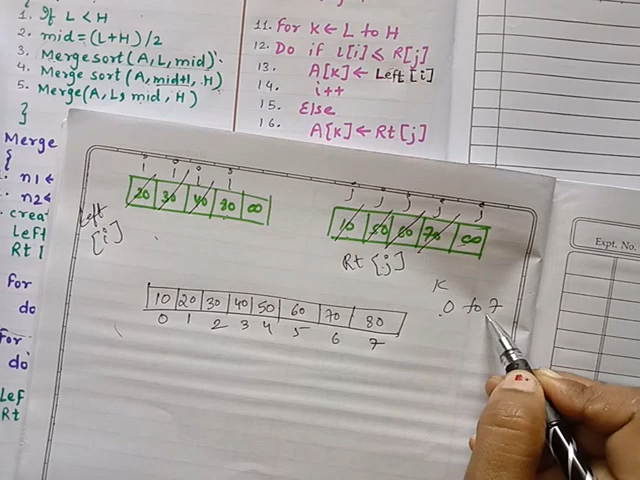 1. If L < H
2. mid = (L+H)/2
3. Mergesort (A, L, mid)
4. Merge sort (A, mid+1, H)
5. Merge (A, L, mid, H)
}
Merge
{
n1 ←
n2 ←
creat
Left
Rt
For
do
For
do
Lef
Rt
11. For K ← L to H
12. Do if L[i] ≤ R[j]
13. A[K] ← Left [i]
14. i++
15. Else
16. A[K] ← Rt[j]
Expt. No.
i i i i
20 30 40 80 ∞
Left
[i]
j j j j j
10 50 60 70 ∞
Rt [j]
K
0 to 7
10 20 30 40 50 60 70 80
0 1 2 3 4 5 6 7